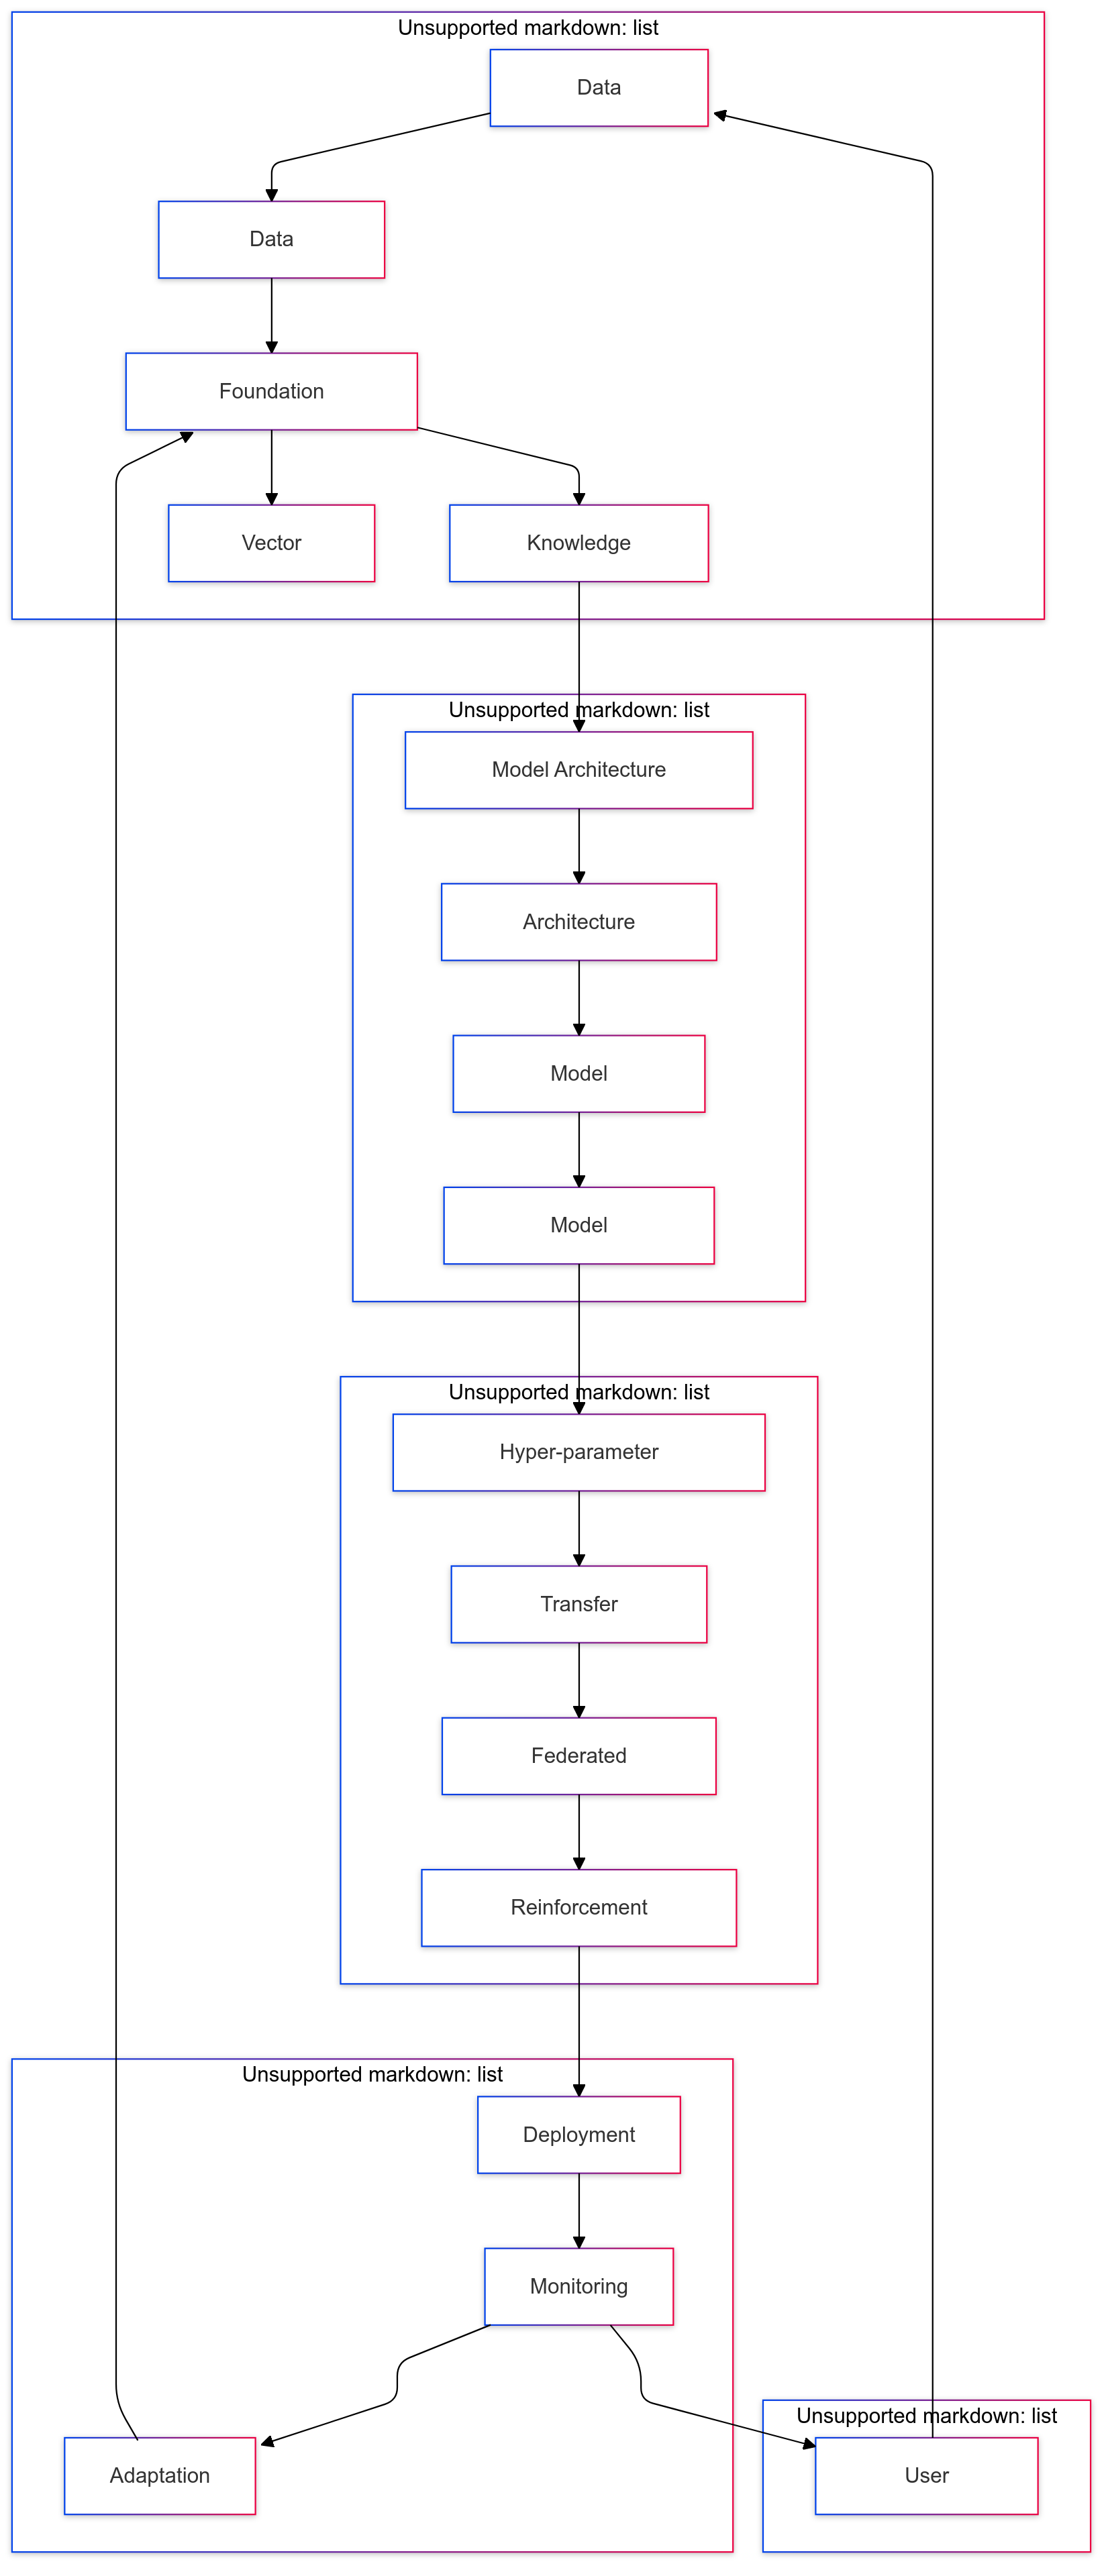 Unsupported markdown: list
Data
Data
Foundation
Vector
Knowledge
Unsupported markdown: list
Model Architecture
Architecture
Model
Model
Unsupported markdown: list
Hyper-parameter
Transfer
Federated
Reinforcement
Unsupported markdown: list
Deployment
Monitoring
Adaptation
Unsupported markdown: list
User